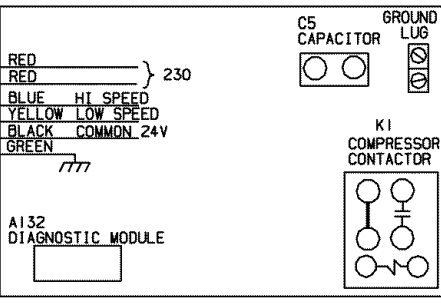 C5
CAPACITOR
GROUND
LUG
RED
RED
230
BLUE HI SPEED
YELLOW LOW SPEED
BLACK COMMON 24V
GREEN
K1
COMPRESSOR
CONTACTOR
A132
DIAGNOSTIC MODULE